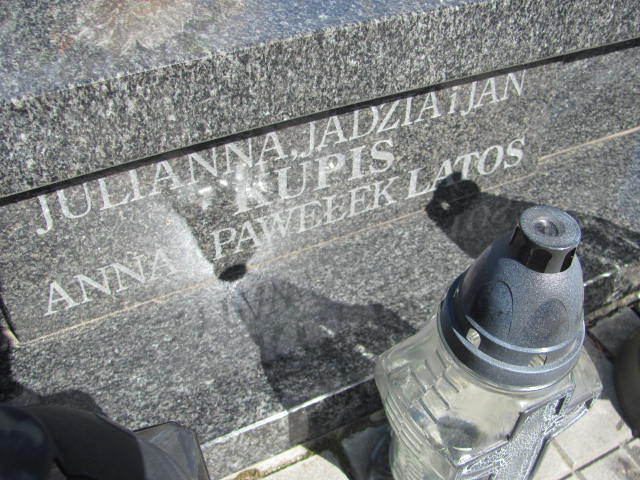 JULIANNA, JADZIA i JAN
KUPIS
ANNA PAWEŁEK LATOS